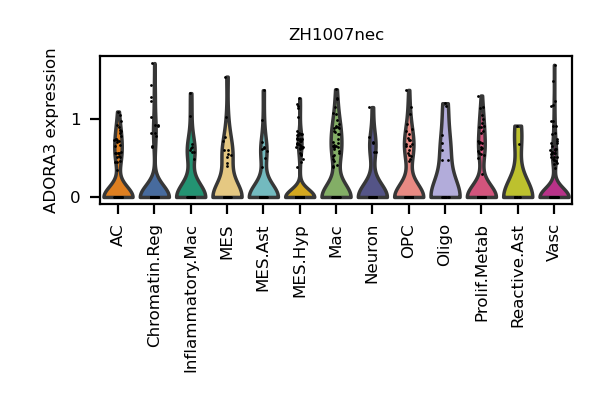 ZH1007nec
ADORA3 expression
1
0
AC
Chromatin.Reg
Inflammatory.Mac
MES
MES.Ast
MES.Hyp
Mac
Neuron
OPC
Oligo
Prolif.Metab
Reactive.Ast
Vasc